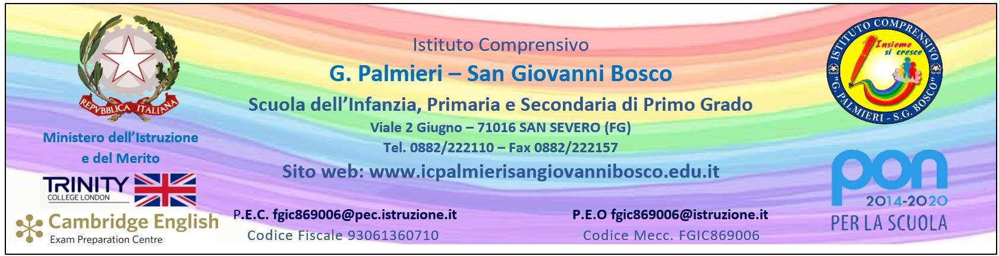 REPVBBLICA ITALIANA
Ministero dell'Istruzione
e del Merito
TRINITY
COLLEGE LONDON
Cambridge English
Exam Preparation Centre
Istituto Comprensivo
G. Palmieri – San Giovanni Bosco
Scuola dell'Infanzia, Primaria e Secondaria di Primo Grado
Viale 2 Giugno – 71016 SAN SEVERO (FG)
Tel. 0882/222110 – Fax 0882/222157
Sito web: www.icpalmierisangiovannibosco.edu.it
P.E.C. fgic869006@pec.istruzione.it
P.E.O fgic869006@istruzione.it
Codice Fiscale 93061360710
Codice Mecc. FGIC869006
ISTITUTO COMPRENSIVO
Insieme
si cresce
"G. PALMIERI - S.G. BOSCO"
pon
2014-2020
PER LA SCUOLA